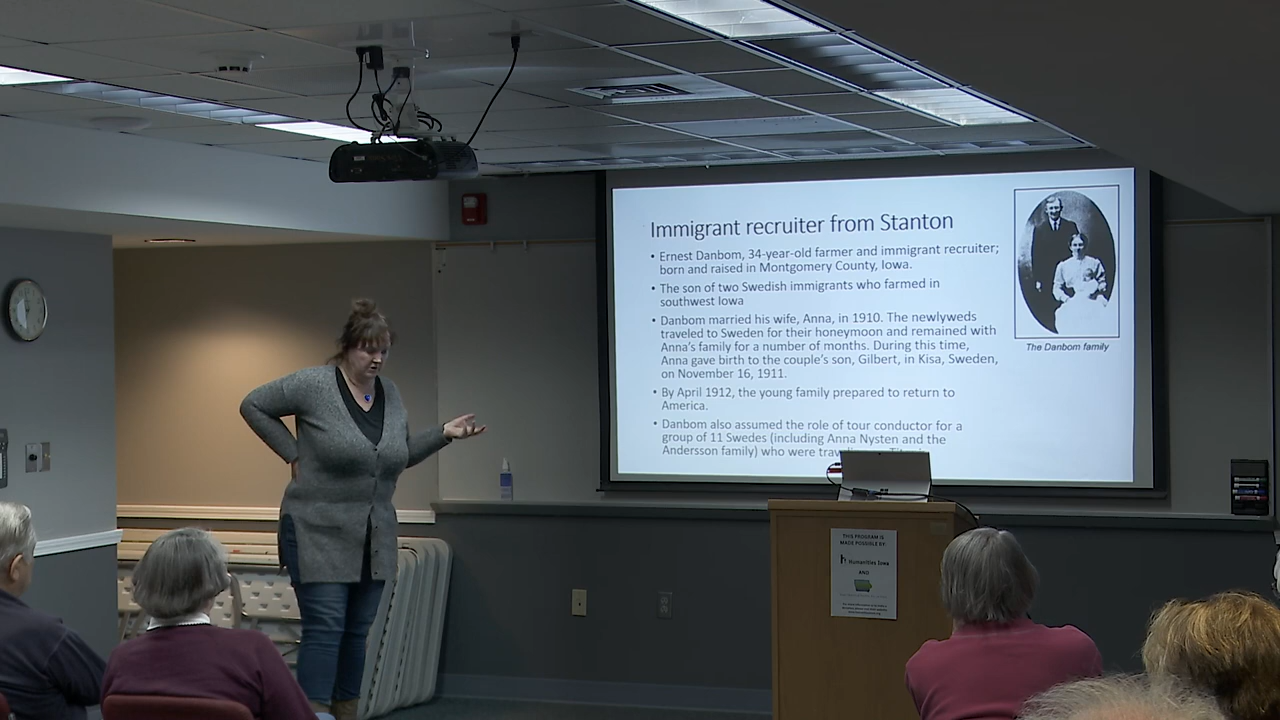 Immigrant recruiter from Stanton
• Ernest Danbom, 34-year-old farmer and immigrant recruiter;
born and raised in Montgomery County, Iowa.
• The son of two Swedish immigrants who farmed in
southwest Iowa
• Danbom married his wife, Anna, in 1910. The newlyweds
traveled to Sweden for their honeymoon and remained with
Anna's family for a number of months. During this time,
Anna gave birth to the couple's son, Gilbert, in Kisa, Sweden,
on November 16, 1911.
• By April 1912, the young family prepared to return to
America.
• Danbom also assumed the role of tour conductor for a
group of 11 Swedes (including Anna Nysten and the
Andersson family) who were
The Danbom family
THIS PROGRAM IS
MADE POSSIBLE BY
Humanities Iowa
AND